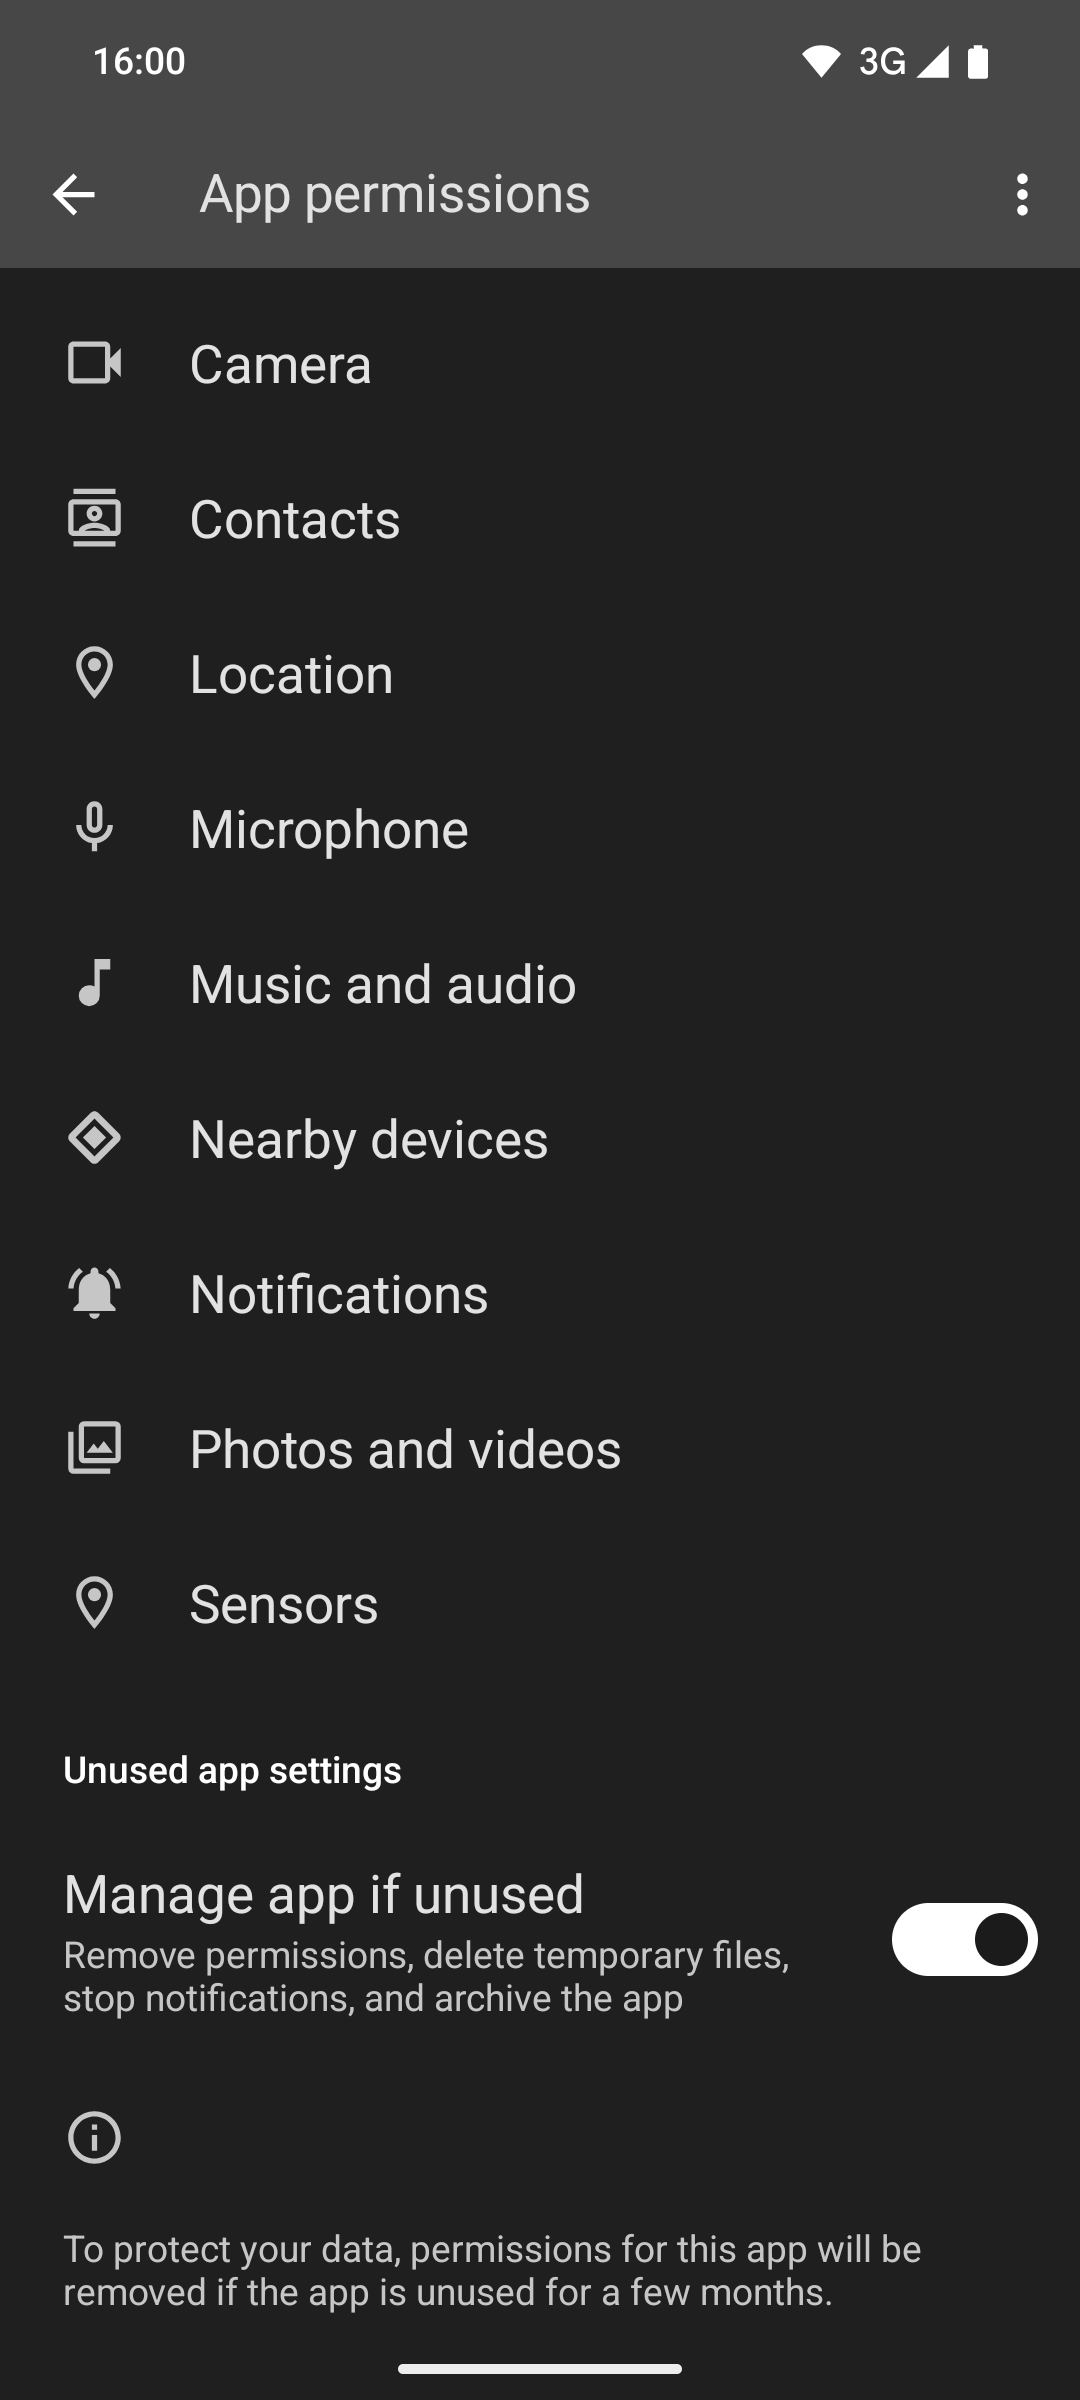 16:00
3G
App permissions
Camera
Contacts
Location
Microphone
Music and audio
Nearby devices
Notifications
Photos and videos
Sensors
Unused app settings
Manage app if unused
Remove permissions, delete temporary files,
stop notifications, and archive the app
To protect your data, permissions for this app will be
removed if the app is unused for a few months.